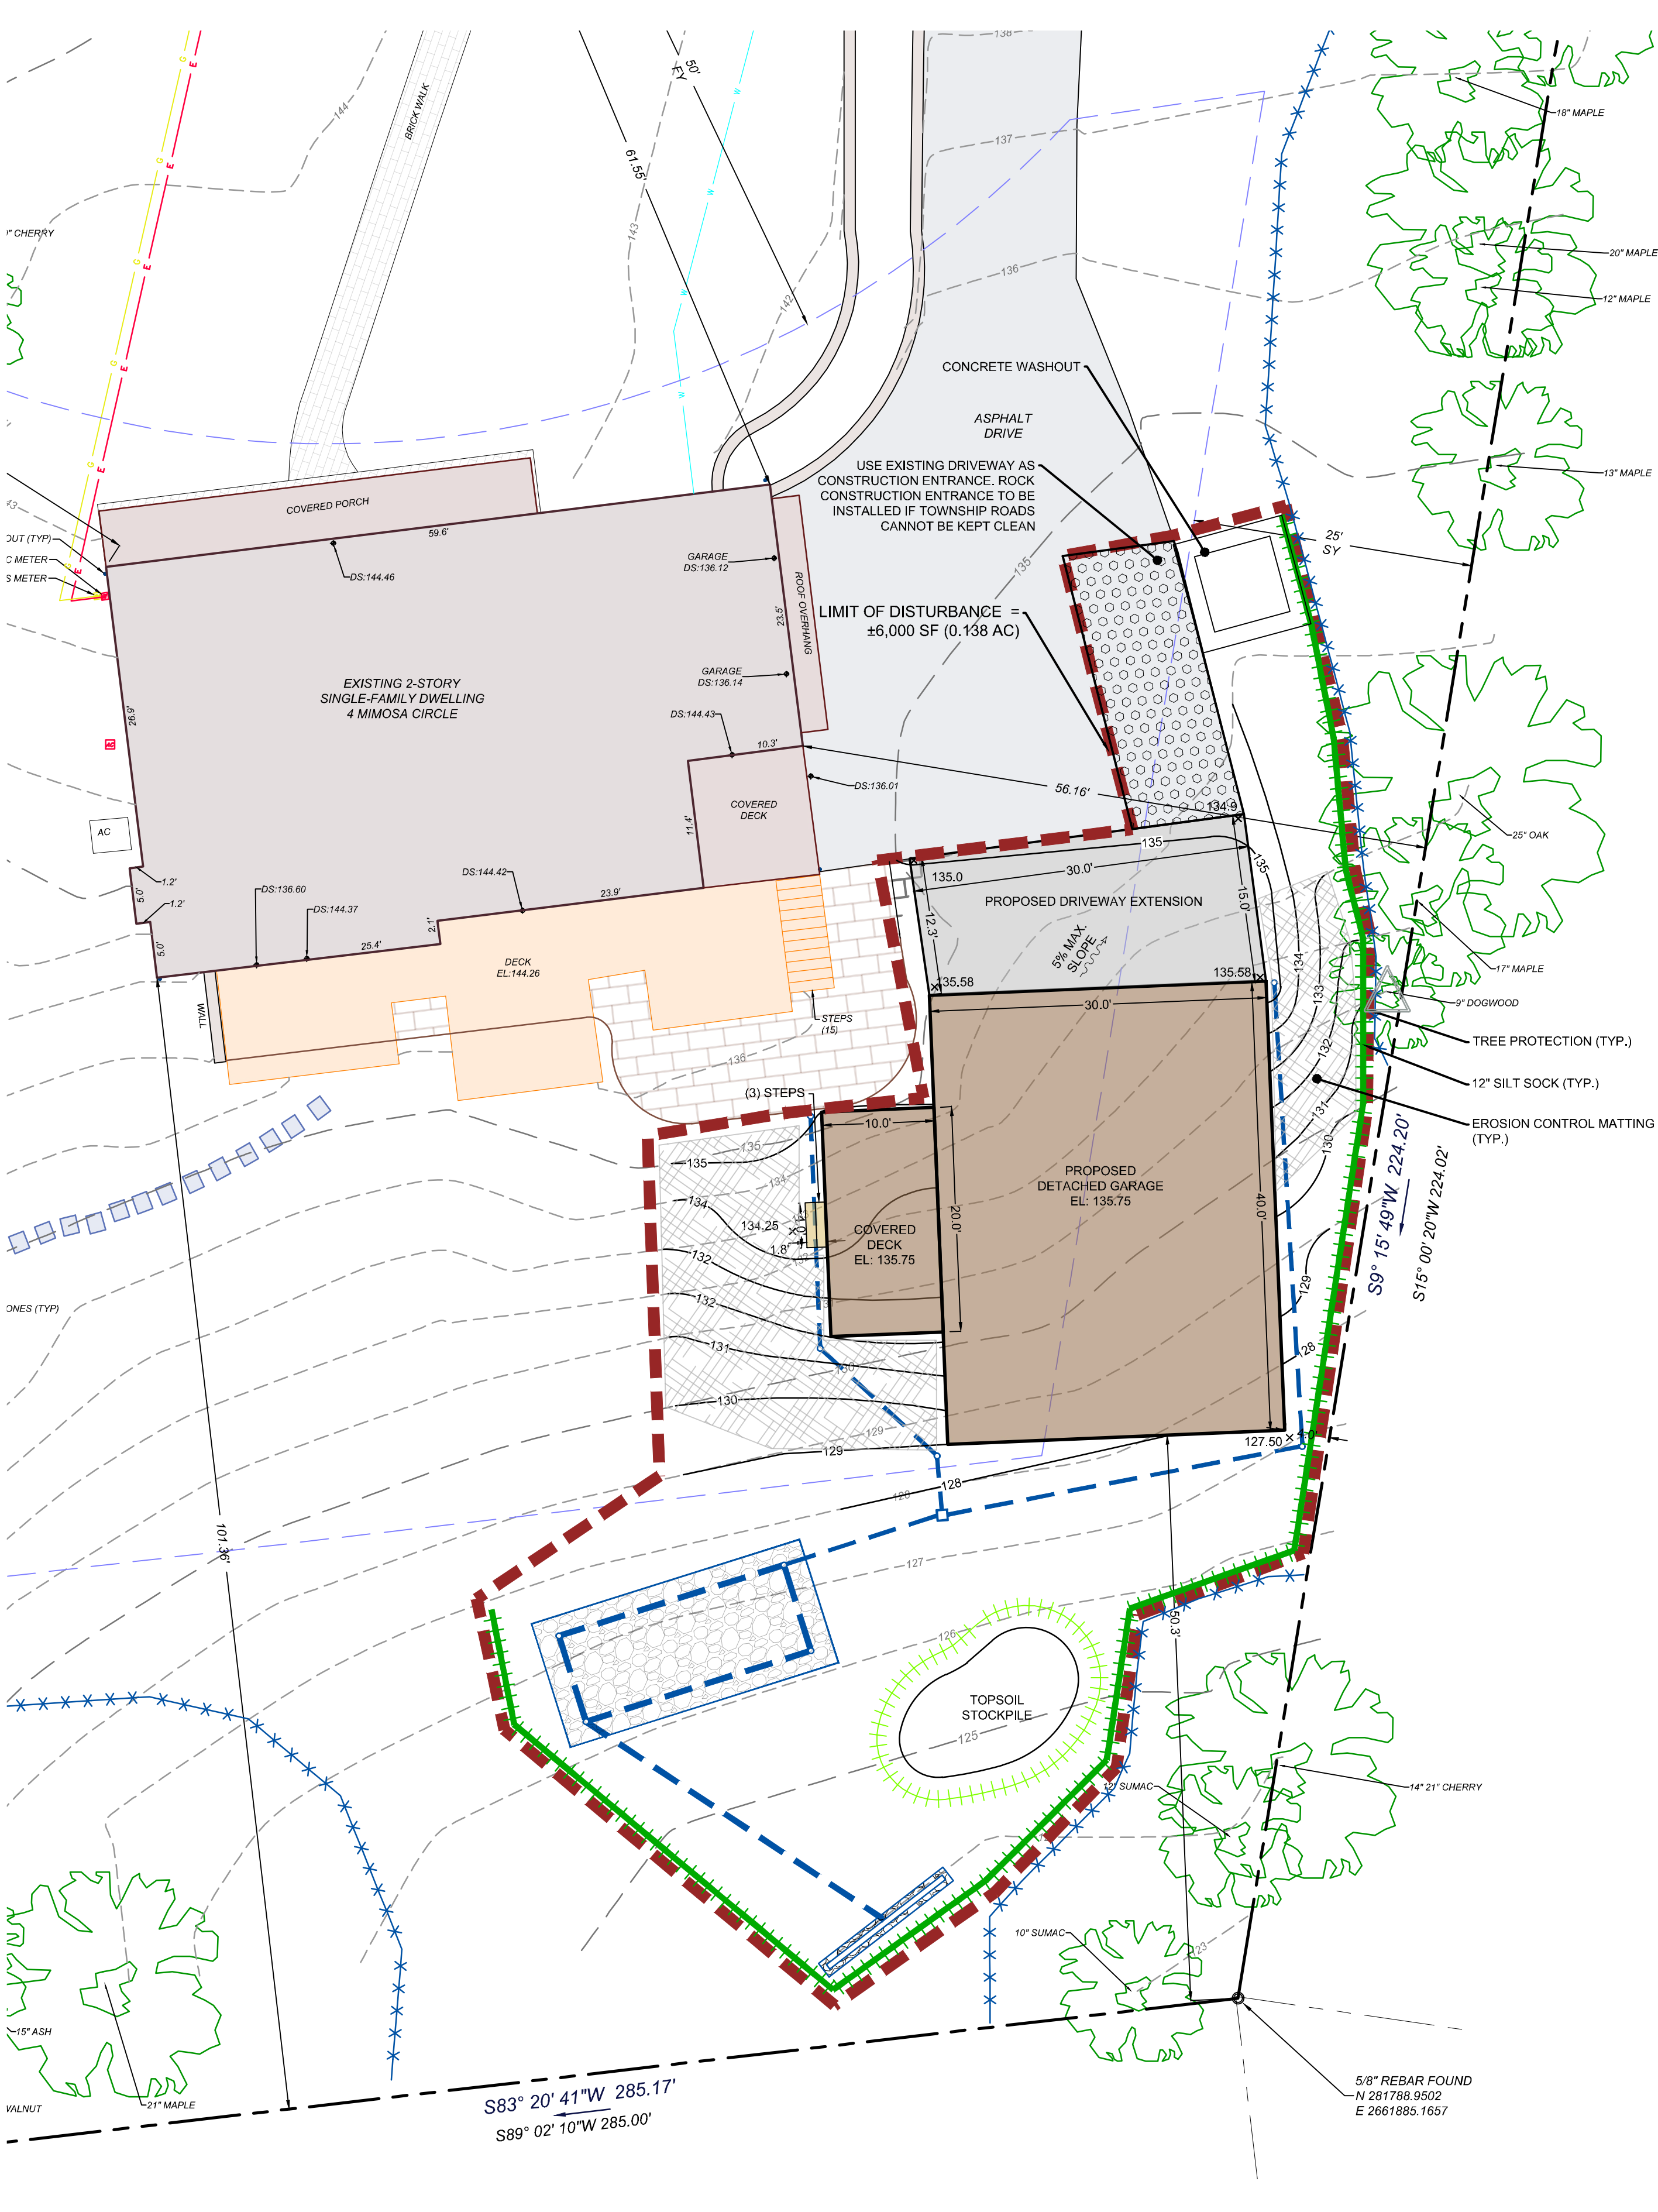 138
50'
FY
18" MAPLE
BRICK WALK
144
137
61.55'
143
" CHERRY
142
136
20" MAPLE
12" MAPLE
CONCRETE WASHOUT
ASPHALT
DRIVE
USE EXISTING DRIVEWAY AS
CONSTRUCTION ENTRANCE. ROCK
CONSTRUCTION ENTRANCE TO BE
INSTALLED IF TOWNSHIP ROADS
CANNOT BE KEPT CLEAN
13" MAPLE
COVERED PORCH
59.6'
OUT (TYP)
C METER
S METER
DS:144.46
GARAGE
DS:136.12
ROOF OVERHANG
23.5'
135
25'
SY
LIMIT OF DISTURBANCE =
±6,000 SF (0.138 AC)
EXISTING 2-STORY
SINGLE-FAMILY DWELLING
4 MIMOSA CIRCLE
GARAGE
DS:136.14
26.9'
DS:144.43
10.3'
DS:136.01
56.16'
AC
COVERED
DECK
11.4'
134.9
25" OAK
135
135
135.0
30.0'
15.0'
12.3'
PROPOSED DRIVEWAY EXTENSION
5% MAX.
SLOPE
1.2'
5.0'
1.2'
5.0'
DS:136.60
DS:144.37
DS:144.42
23.9'
2.1'
25.4'
DECK
EL:144.26
WALL
STEPS
(15)
135.58
135.58
30.0'
134
133
132
131
130
17" MAPLE
9" DOGWOOD
TREE PROTECTION (TYP.)
12" SILT SOCK (TYP.)
EROSION CONTROL MATTING
(TYP.)
136
(3) STEPS
10.0'
135
135
134
134
134.25
4.0'
1.8'
132
132
131
130
130
129
129
COVERED
DECK
EL: 135.75
20.0'
PROPOSED
DETACHED GARAGE
EL: 135.75
40.0'
S9° 15' 49"W 224.20'
S15° 00' 20"W 224.02'
129
128
ONES (TYP)
127.50
4.0'
128
128
101.36'
127
126
50.3'
TOPSOIL
STOCKPILE
125
12" SUMAC
14" 21" CHERRY
10" SUMAC
123
15" ASH
21" MAPLE
WALNUT
S83° 20' 41"W 285.17'
S89° 02' 10"W 285.00'
5/8" REBAR FOUND
N 281788.9502
E 2661885.1657